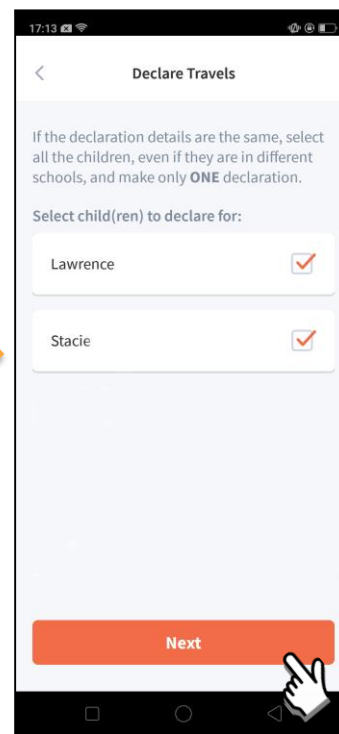 17:13
Declare Travels
If the declaration details are the same, select
all the children, even if they are in different
schools, and make only ONE declaration.
Select child(ren) to declare for:
Lawrence
Stacie
Next